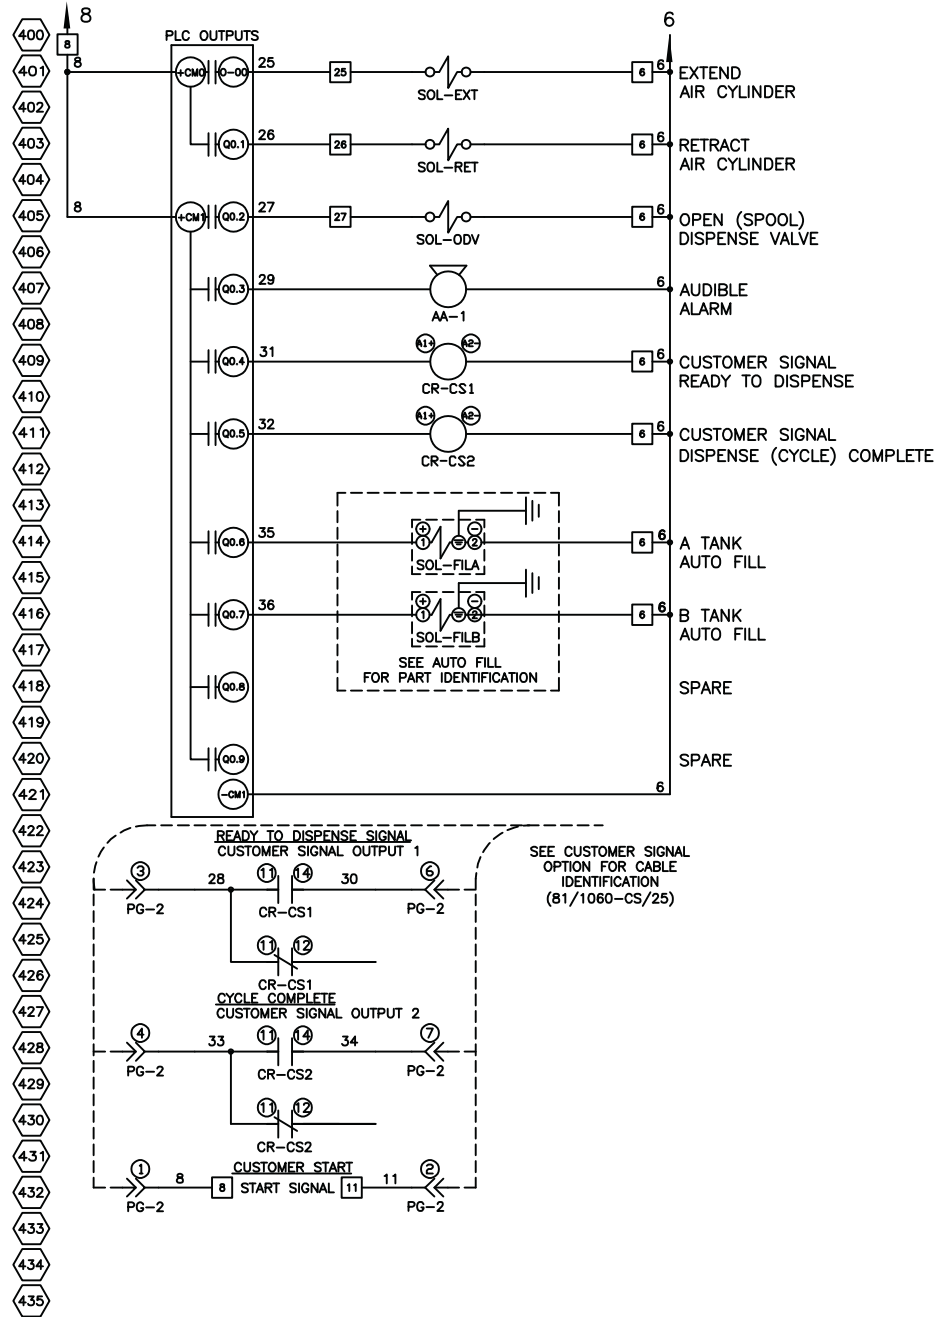 400
8
6
8
PLC OUTPUTS
401
8
+CM0
0-00
25
25
SOL-EXT
6
6
EXTEND
AIR CYLINDER
402
403
Q0.1
26
26
SOL-RET
6
6
RETRACT
AIR CYLINDER
404
405
8
+CM1
Q0.2
27
27
SOL-ODV
6
6
OPEN (SPOOL)
DISPENSE VALVE
406
407
Q0.3
29
AA-1
6
AUDIBLE
ALARM
408
409
Q0.4
31
A1+
A2-
CR-CS1
6
6
CUSTOMER SIGNAL
READY TO DISPENSE
410
411
Q0.5
32
A1+
A2-
CR-CS2
6
6
CUSTOMER SIGNAL
DISPENSE (CYCLE) COMPLETE
412
413
414
Q0.6
35
+
-
1
2
SOL-FILA
6
6
A TANK
AUTO FILL
415
416
Q0.7
36
+
-
1
2
SOL-FILB
6
6
B TANK
AUTO FILL
417
SEE AUTO FILL
FOR PART IDENTIFICATION
418
Q0.8
SPARE
419
420
Q0.9
SPARE
421
-CM1
6
422
READY TO DISPENSE SIGNAL
CUSTOMER SIGNAL OUTPUT 1
423
SEE CUSTOMER SIGNAL
OPTION FOR CABLE
IDENTIFICATION
(81/1060-CS/25)
3
28
11
14
30
6
424
PG-2
CR-CS1
PG-2
425
11
12
426
CR-CS1
427
CYCLE COMPLETE
CUSTOMER SIGNAL OUTPUT 2
428
4
33
11
14
34
7
PG-2
CR-CS2
PG-2
429
430
11
12
431
CR-CS2
CUSTOMER START
432
1
8
8
START SIGNAL
11
11
2
PG-2
PG-2
433
434
435